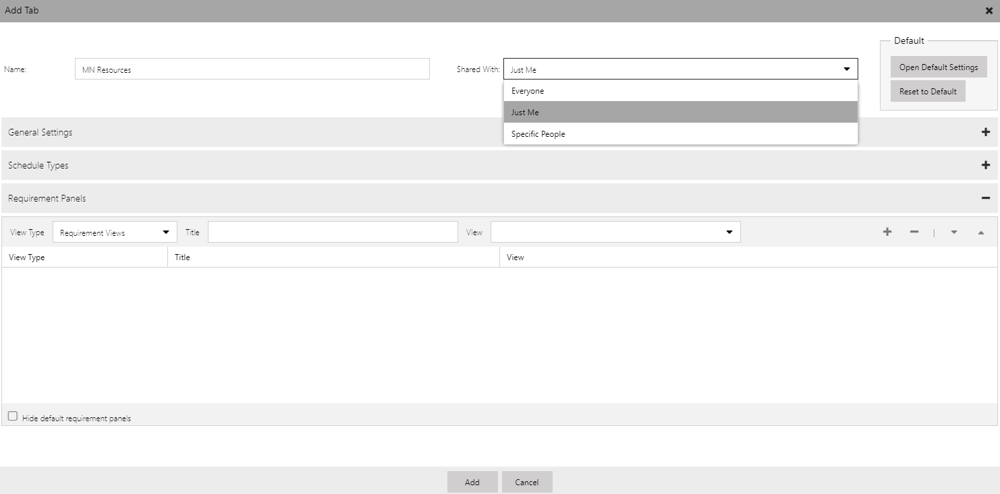 Add Tab
Default
Name: MN Resources Shared With: Just Me Open Default Settings
Everyone Reset to Default
Just Me
General Settings Specific People
Schedule Types
Requirement Panels
View Type Requirement Views Title View
View Type Title View
Hide default requirement panels
Add Cancel